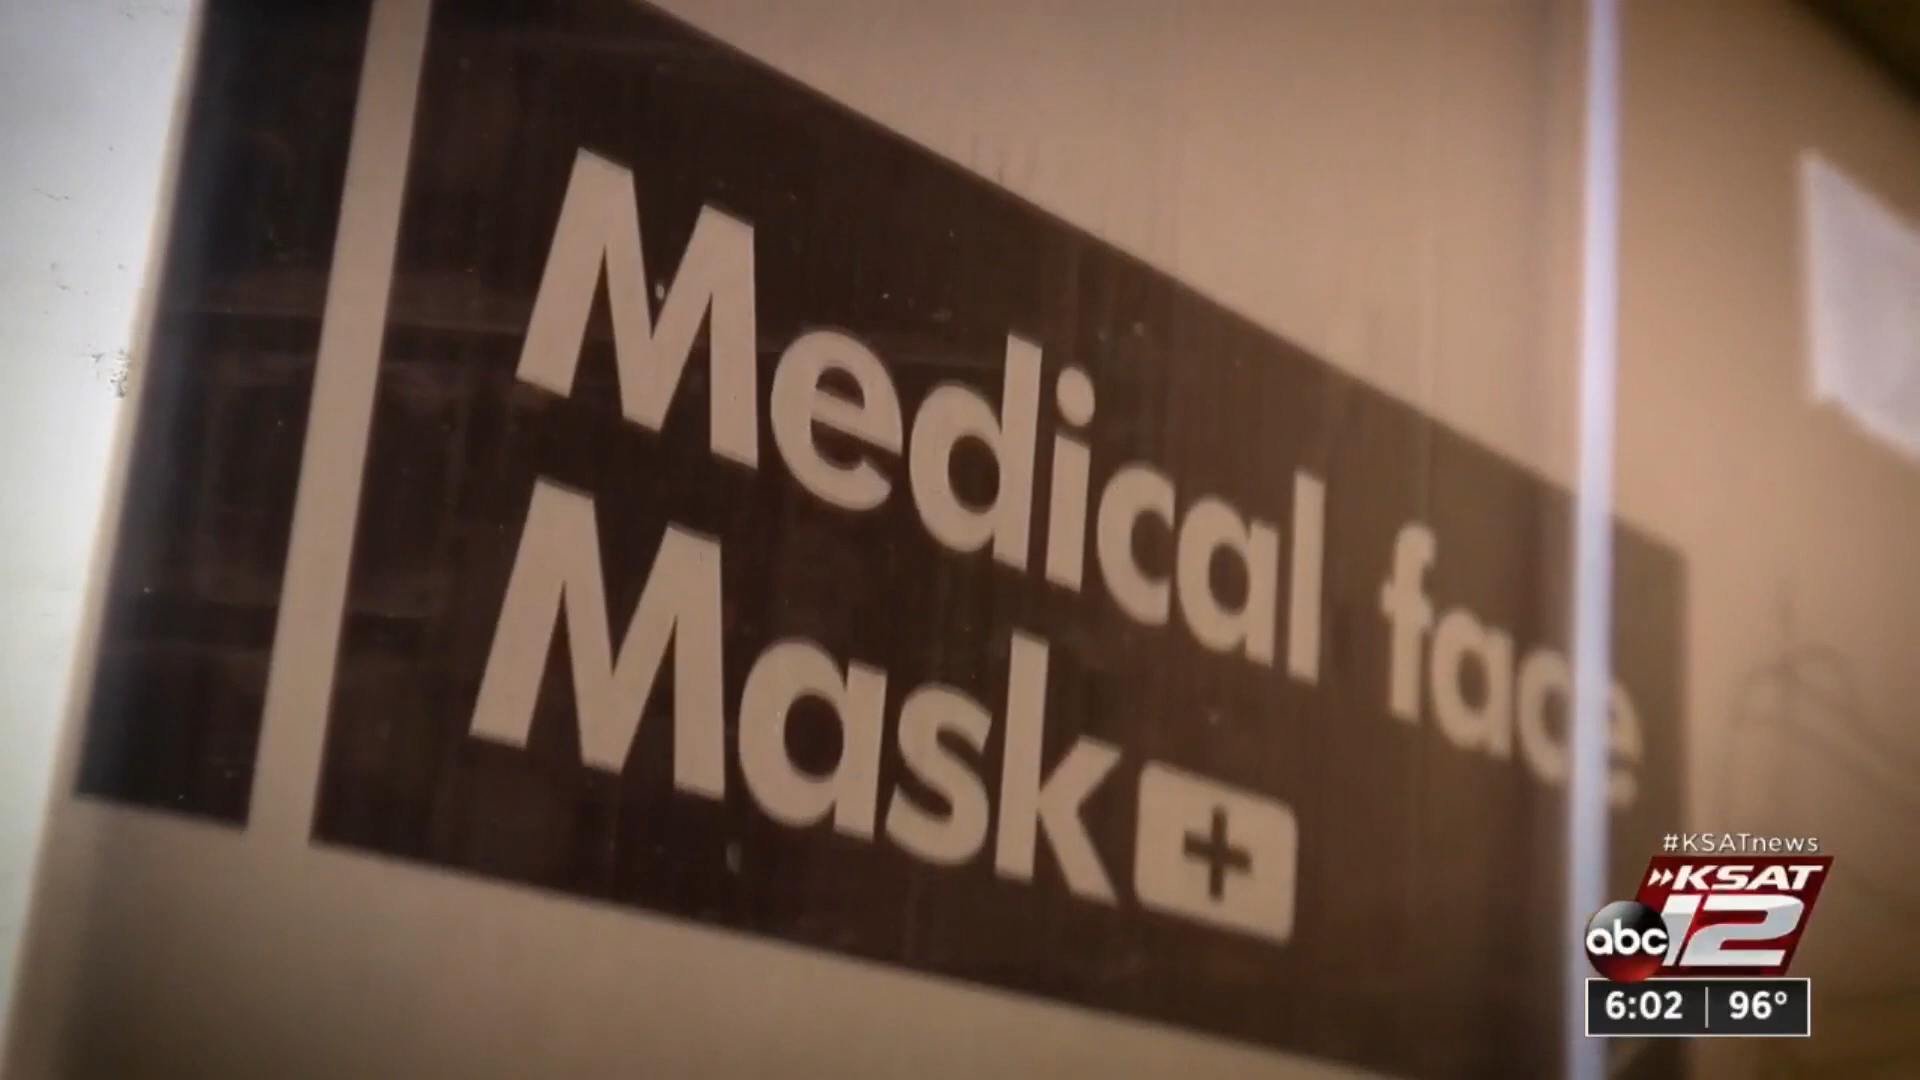 Medical face
Mask+
#KSATnews
KSAT
12
abc
6:02 | 96°